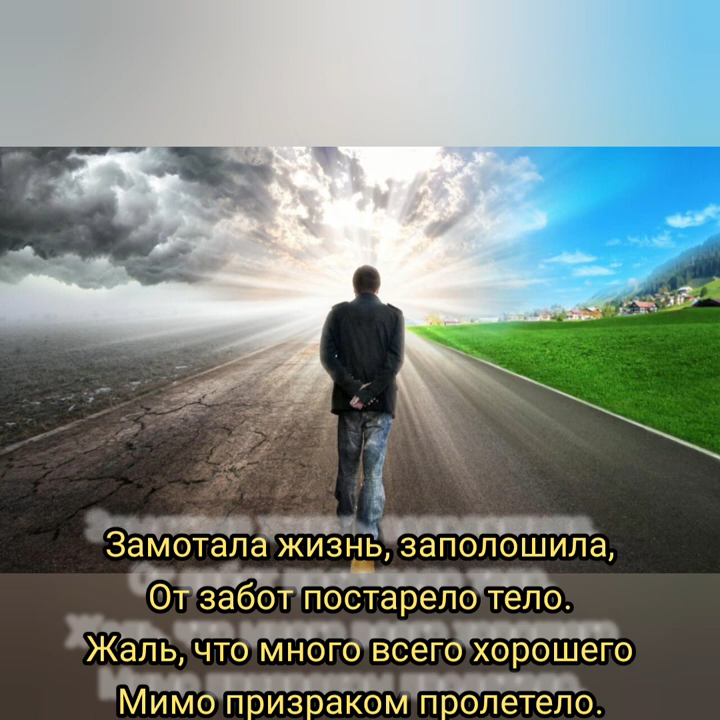 Замотала жизнь, заполошила,
От забот постарело тело.
Жаль, что много всего хорошего
Мимо призраком пролетело.